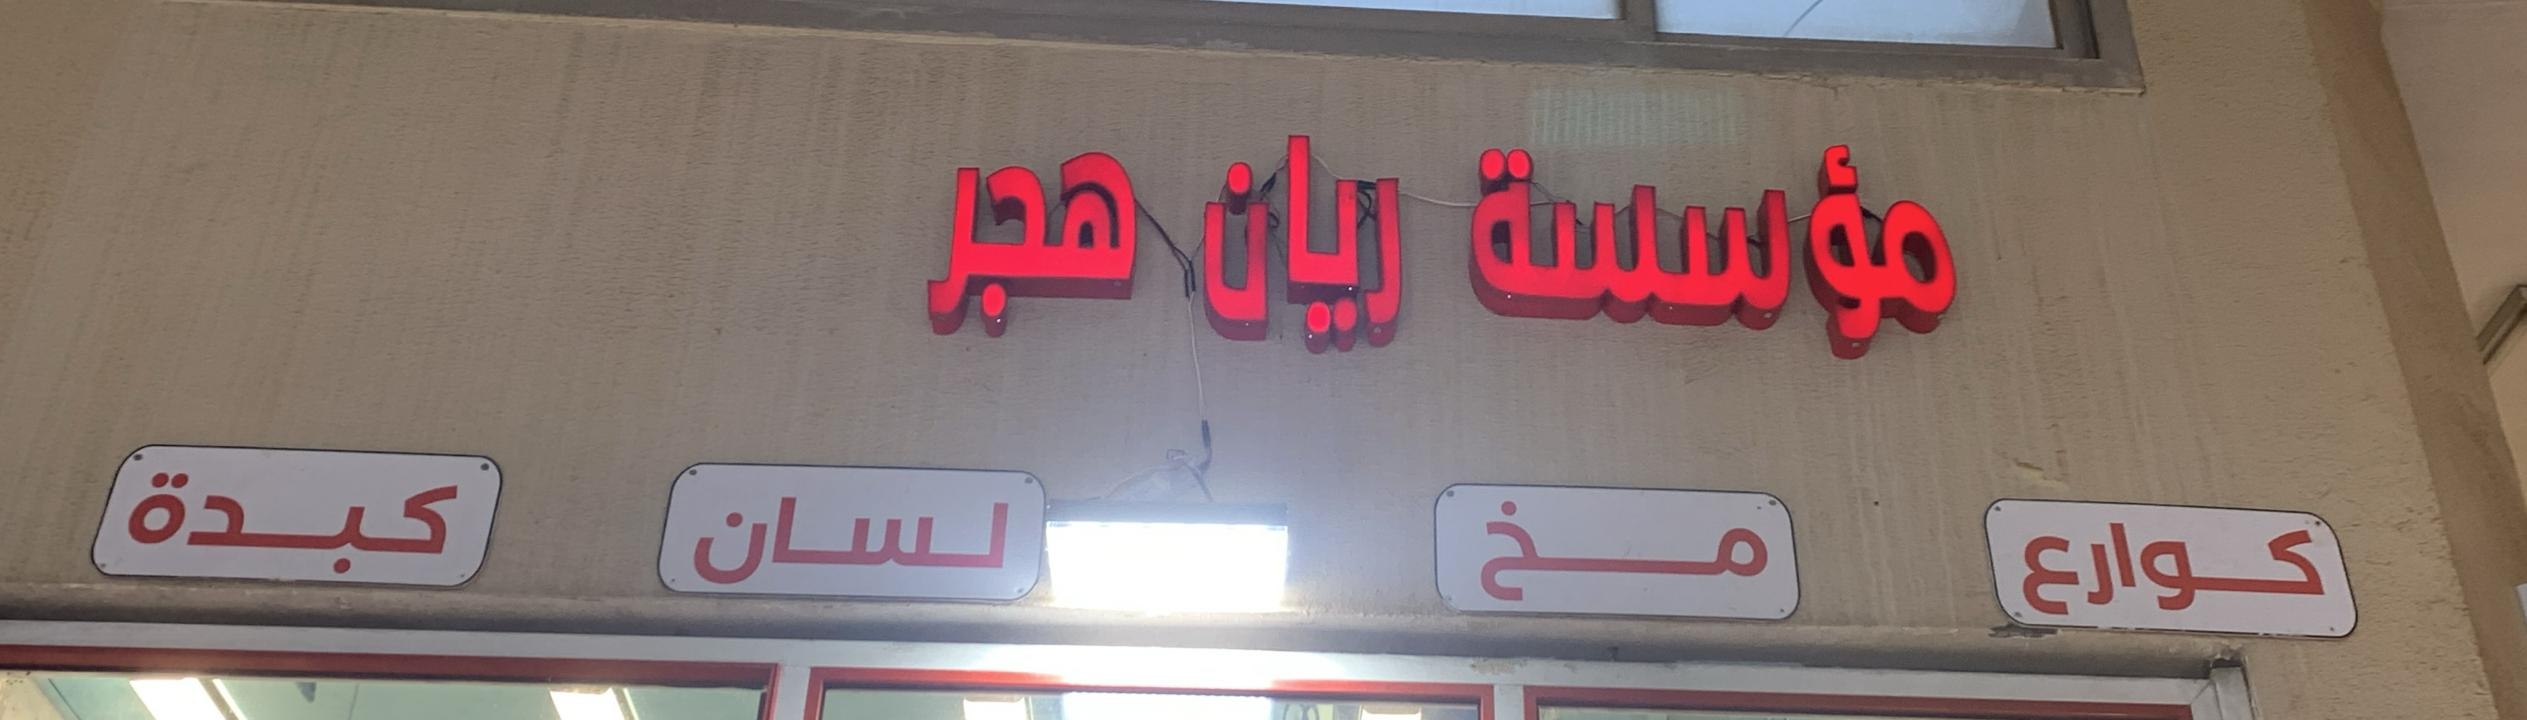 مؤسسة ريان هجر
كوارع
مخ
لسان
كبدة